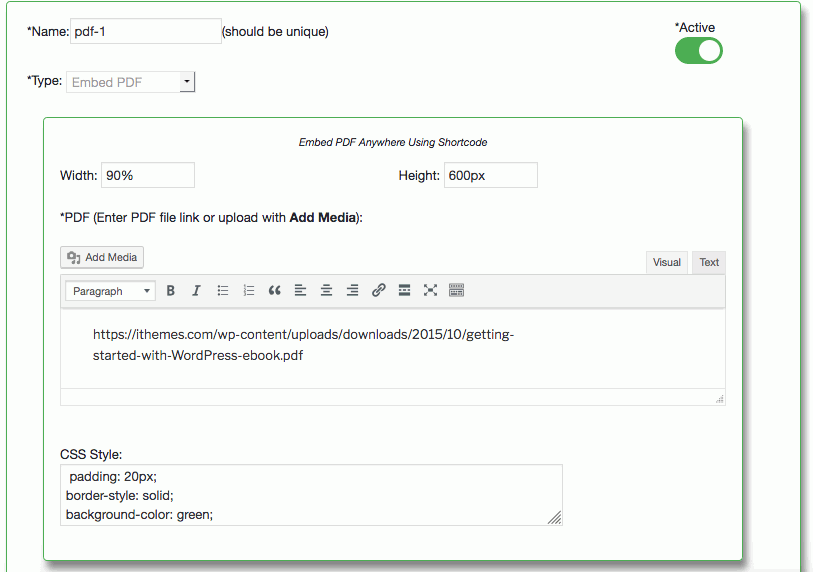 *Name: pdf-1 (should be unique)
*Active
*Type: Embed PDF
Embed PDF Anywhere Using Shortcode
Width: 90% Height: 600px
*PDF (Enter PDF file link or upload with Add Media):
Add Media Visual Text
Paragraph B I
https://ithemes.com/wp-content/uploads/downloads/2015/10/getting-
started-with-WordPress-ebook.pdf
CSS Style:
padding: 20px;
border-style: solid;
background-color: green;